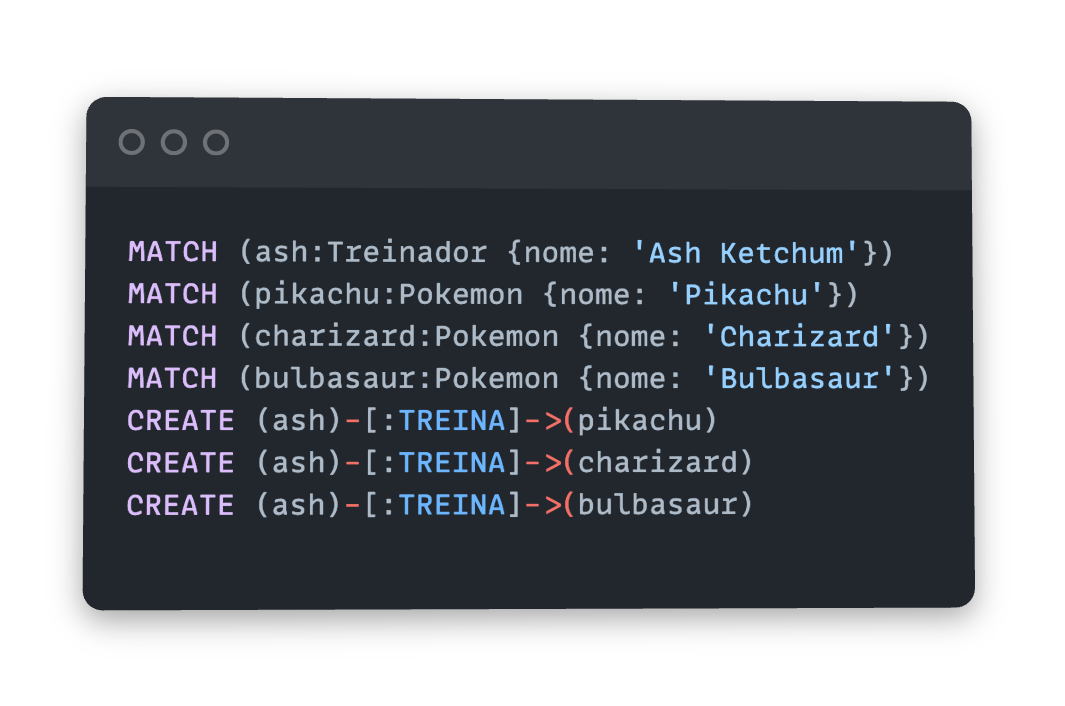 MATCH (ash:Treinador {nome: 'Ash Ketchum'})
MATCH (pikachu:Pokemon {nome: 'Pikachu'})
MATCH (charizard:Pokemon {nome: 'Charizard'})
MATCH (bulbasaur:Pokemon {nome: 'Bulbasaur'})
CREATE (ash)-[:TREINA]->(pikachu)
CREATE (ash)-[:TREINA]->(charizard)
CREATE (ash)-[:TREINA]->(bulbasaur)